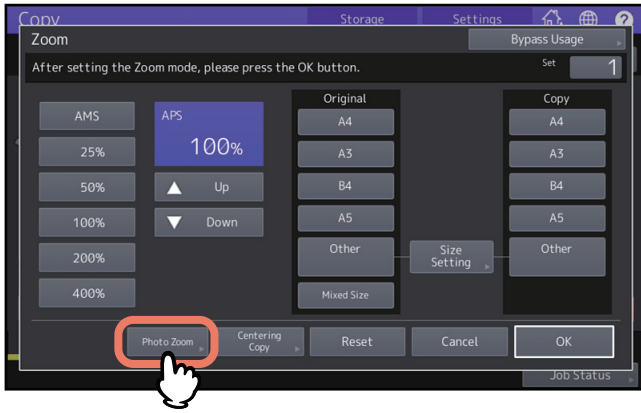 Copy
Storage
Settings
?
Zoom
Bypass Usage
After setting the Zoom mode, please press the OK button.
Set
1
AMS
25%
50%
100%
200%
400%
APS
100%
Up
Down
Original
A4
A3
B4
A5
Other
Mixed Size
Size
Setting
Copy
A4
A3
B4
A5
Other
Photo Zoom
Centering
Copy
Reset
Cancel
OK
Job Status